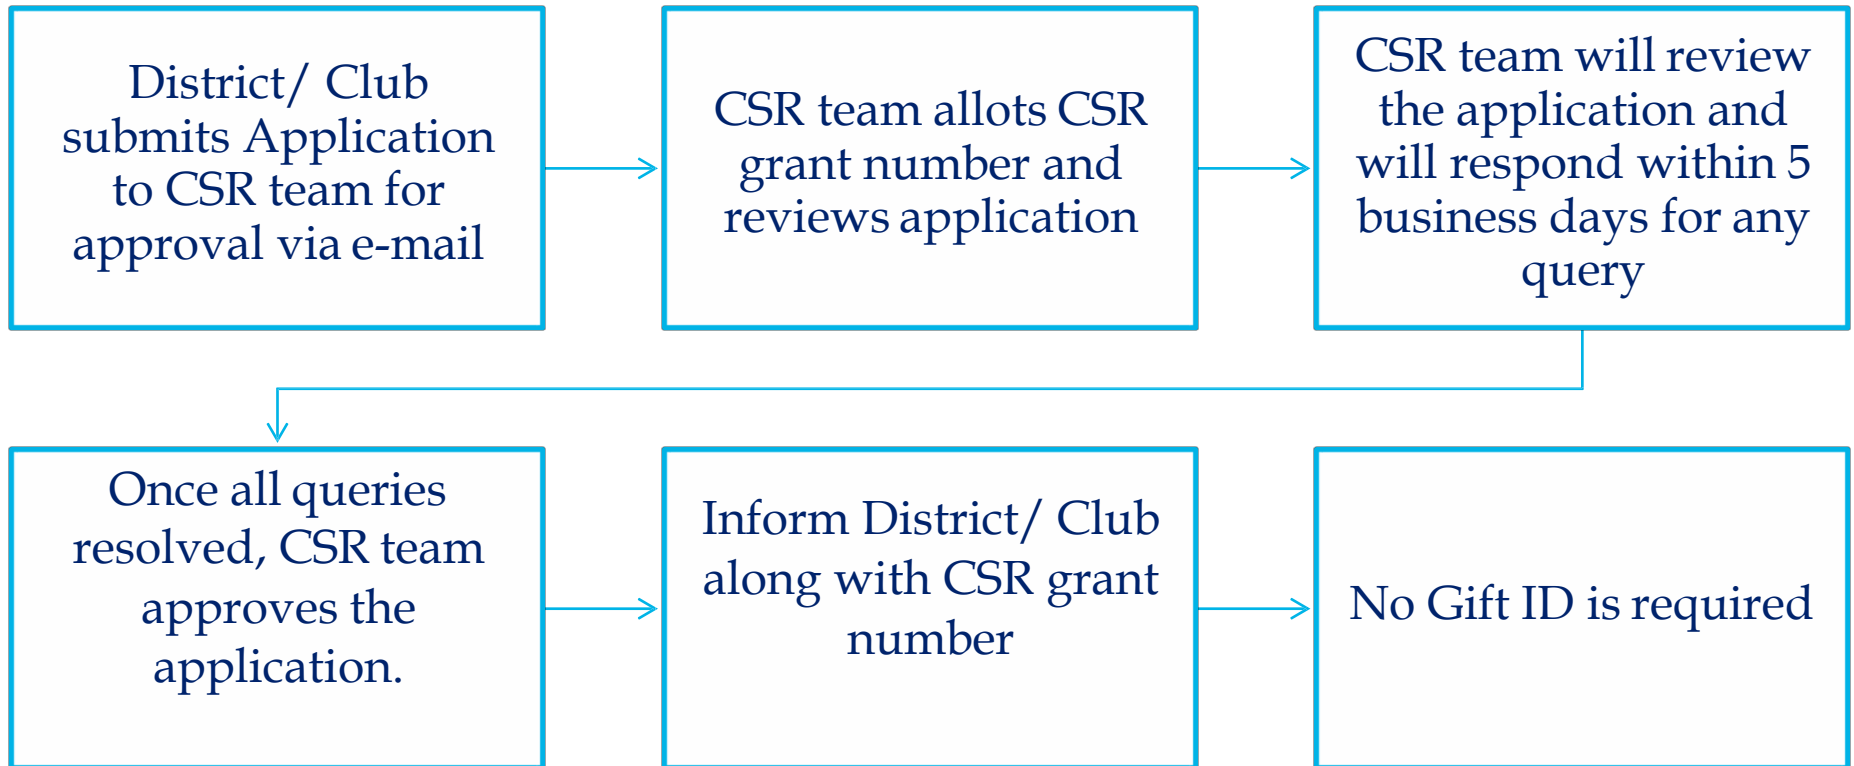 District/ Club
submits Application
to CSR team for
approval via e-mail
CSR team allots CSR
grant number and
reviews application
CSR team will review
the application and
will respond within 5
business days for any
query
Once all queries
resolved, CSR team
approves the
application.
Inform District/ Club
along with CSR grant
number
No Gift ID is required